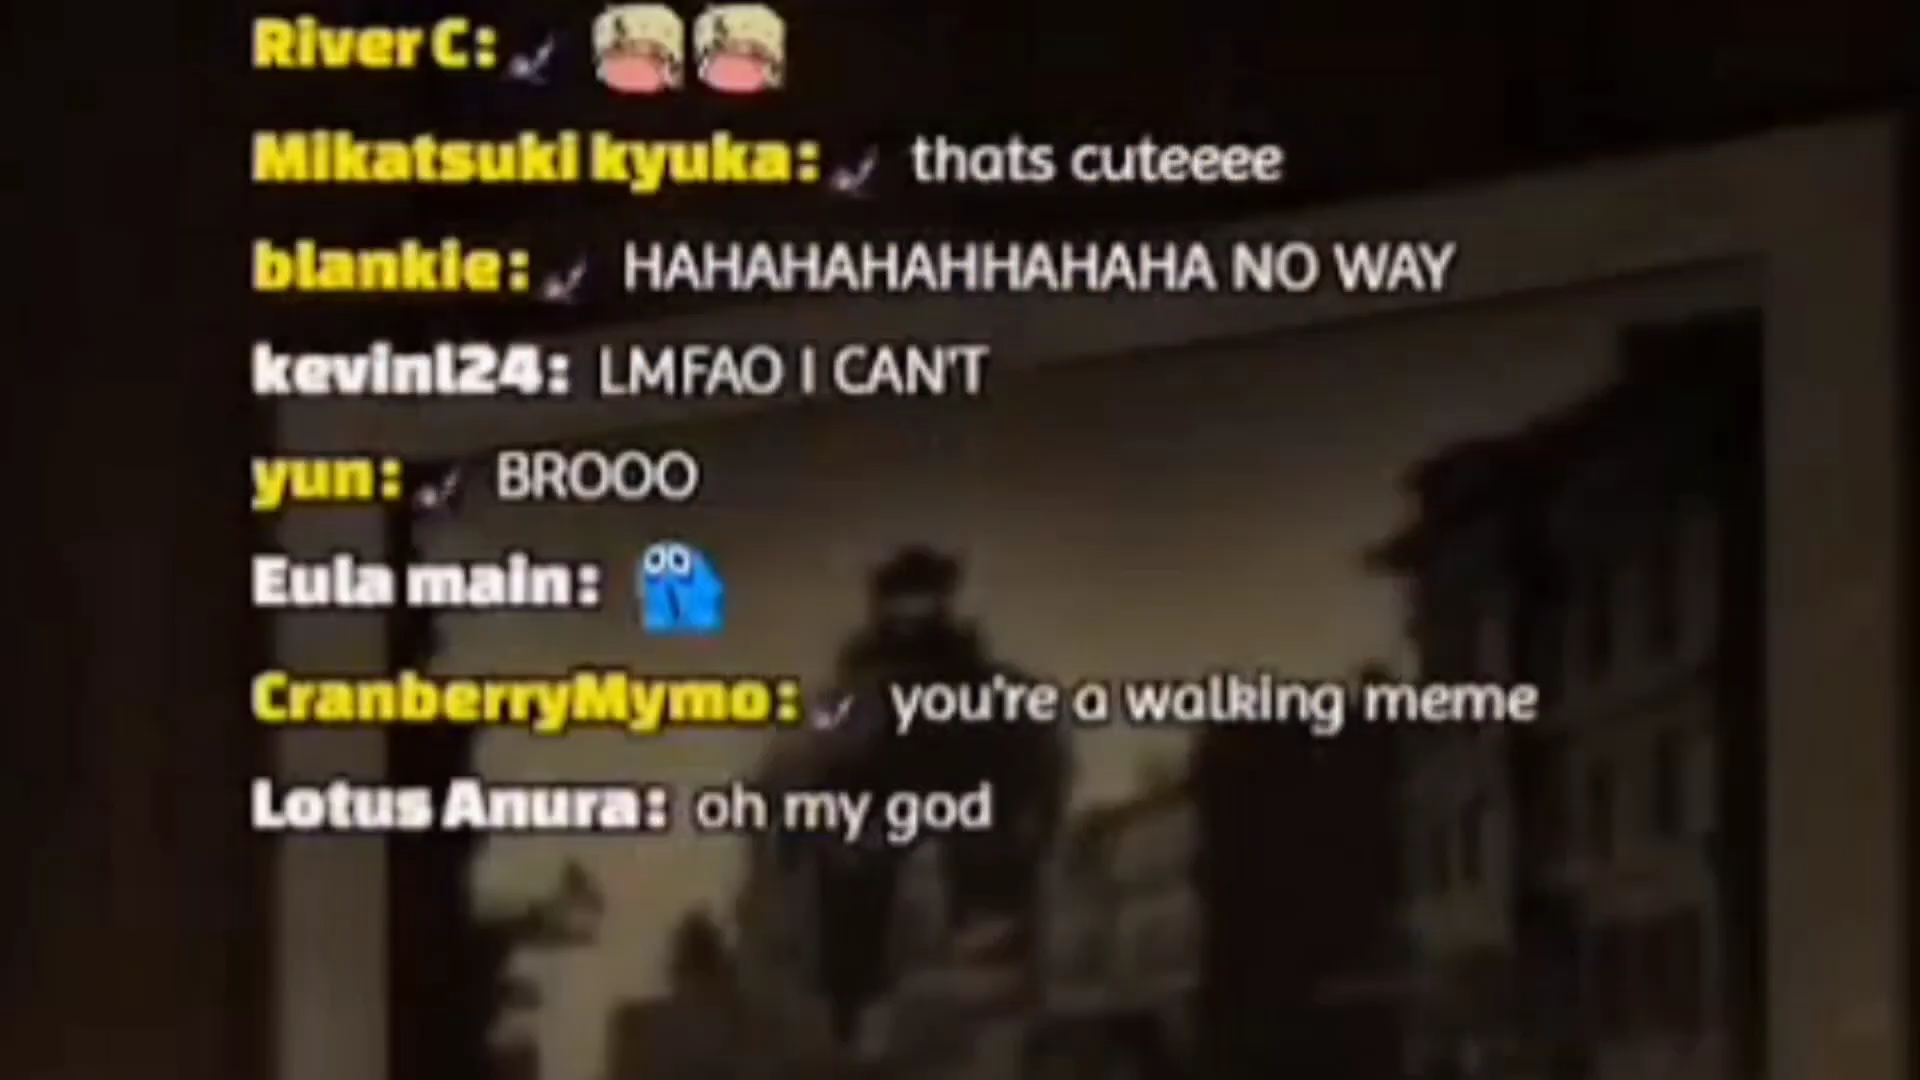 River C:
Mikatsuki kyuka: thats cuteeee
blankie: HAHAHAHAHHAHAHA NO WAY
kevinl24: LMFAO I CAN'T
yun: BROOO
Eula main:
CranberryMymo: you're a walking meme
Lotus Anura: oh my god